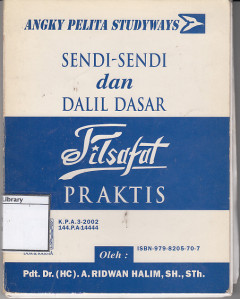 ANGKY PELITA STUDYWAYS
SENDI-SENDI
dan
DALIL DASAR
Filsafat
PRAKTIS
Library
K.P.A.3-2002
144.P.A-14444
ISBN-979-8205-70-7
Oleh :
Pdt. Dr. (HC). A. RIDWAN HALIM, SH., STh.